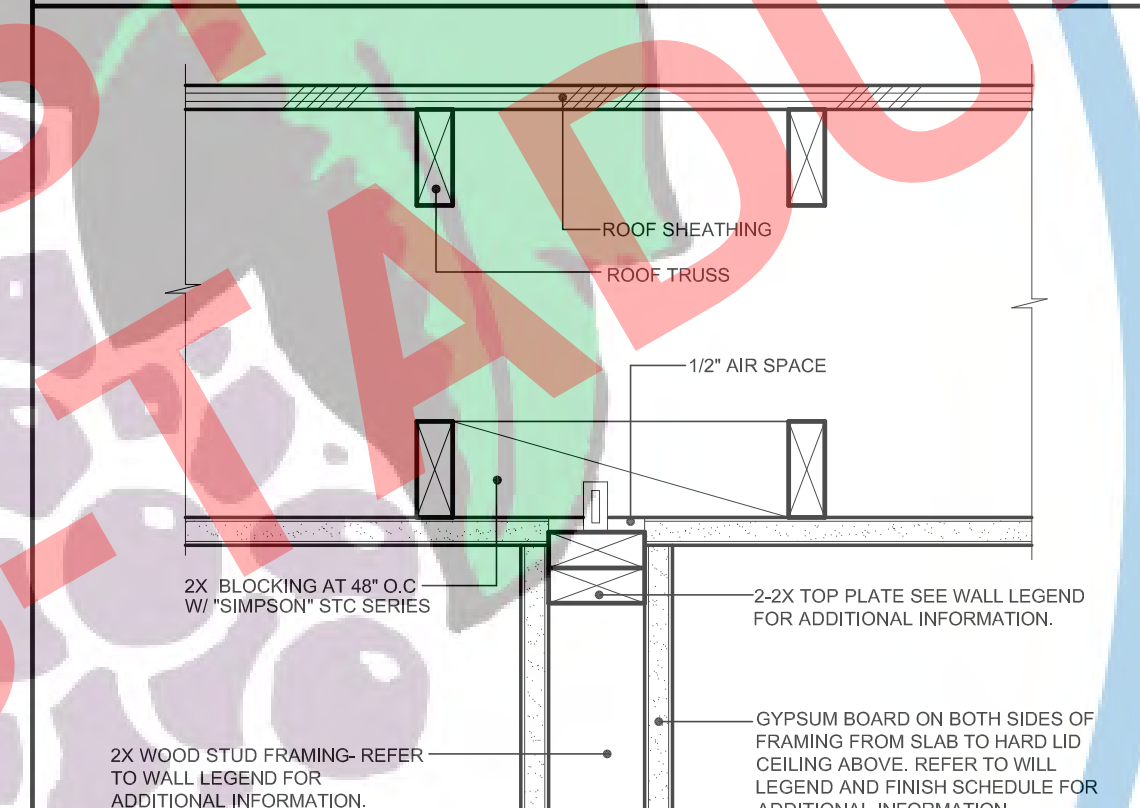 ROOF SHEATHING
ROOF TRUSS
1/2" AIR SPACE
2X BLOCKING AT 48" O.C
W/ "SIMPSON" STC SERIES
2-2X TOP PLATE SEE WALL LEGEND
FOR ADDITIONAL INFORMATION.
2X WOOD STUD FRAMING- REFER
TO WALL LEGEND FOR
ADDITIONAL INFORMATION.
GYPSUM BOARD ON BOTH SIDES OF
FRAMING FROM SLAB TO HARD LID
CEILING ABOVE. REFER TO WILL
LEGEND AND FINISH SCHEDULE FOR
ADDITIONAL INFORMATION